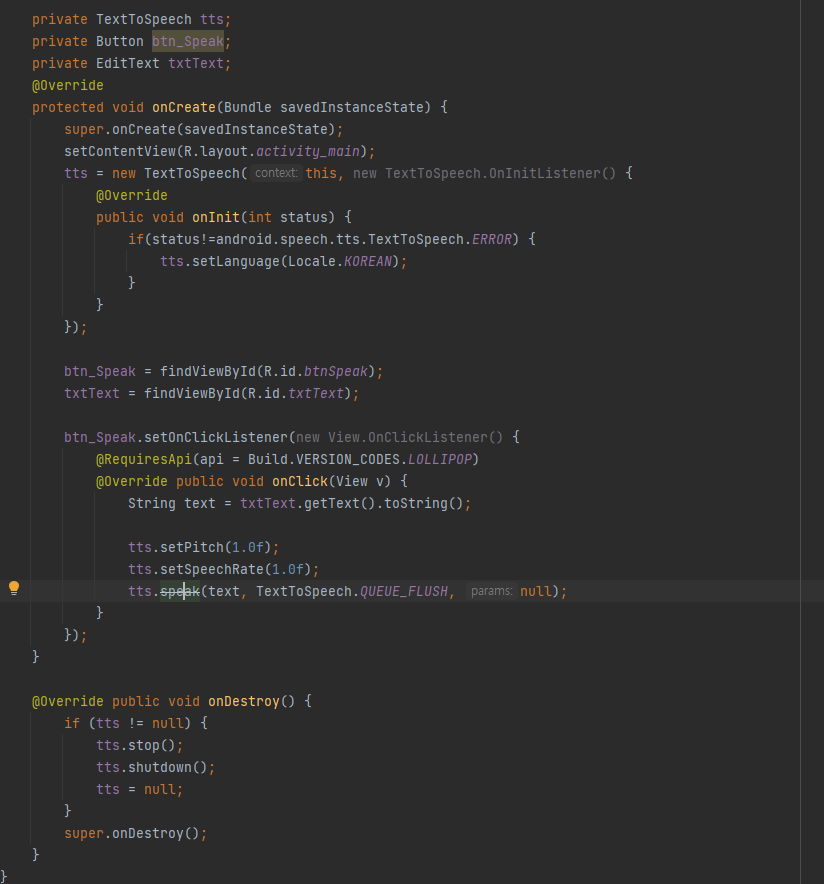 private TextToSpeech tts;
private Button btn_Speak;
private EditText txtText;
@Override
protected void onCreate(Bundle savedInstanceState) {
super.onCreate(savedInstanceState);
setContentView(R.layout.activity_main);
tts = new TextToSpeech( context: this, new TextToSpeech.OnInitListener() {
@Override
public void onInit(int status) {
if(status!=android.speech.tts.TextToSpeech.ERROR) {
tts.setLanguage(Locale.KOREAN);
}
}
});
btn_Speak = findViewById(R.id.btnSpeak);
txtText = findViewById(R.id.txtText);
btn_Speak.setOnClickListener(new View.OnClickListener() {
@RequiresApi(api = Build.VERSION_CODES.LOLLIPOP)
@Override public void onClick(View v) {
String text = txtText.getText().toString();
tts.setPitch(1.0f);
tts.setSpeechRate(1.0f);
tts.speak(text, TextToSpeech.QUEUE_FLUSH, params: null);
}
});
}
@Override public void onDestroy() {
if (tts != null) {
tts.stop();
tts.shutdown();
tts = null;
}
super.onDestroy();
}
}